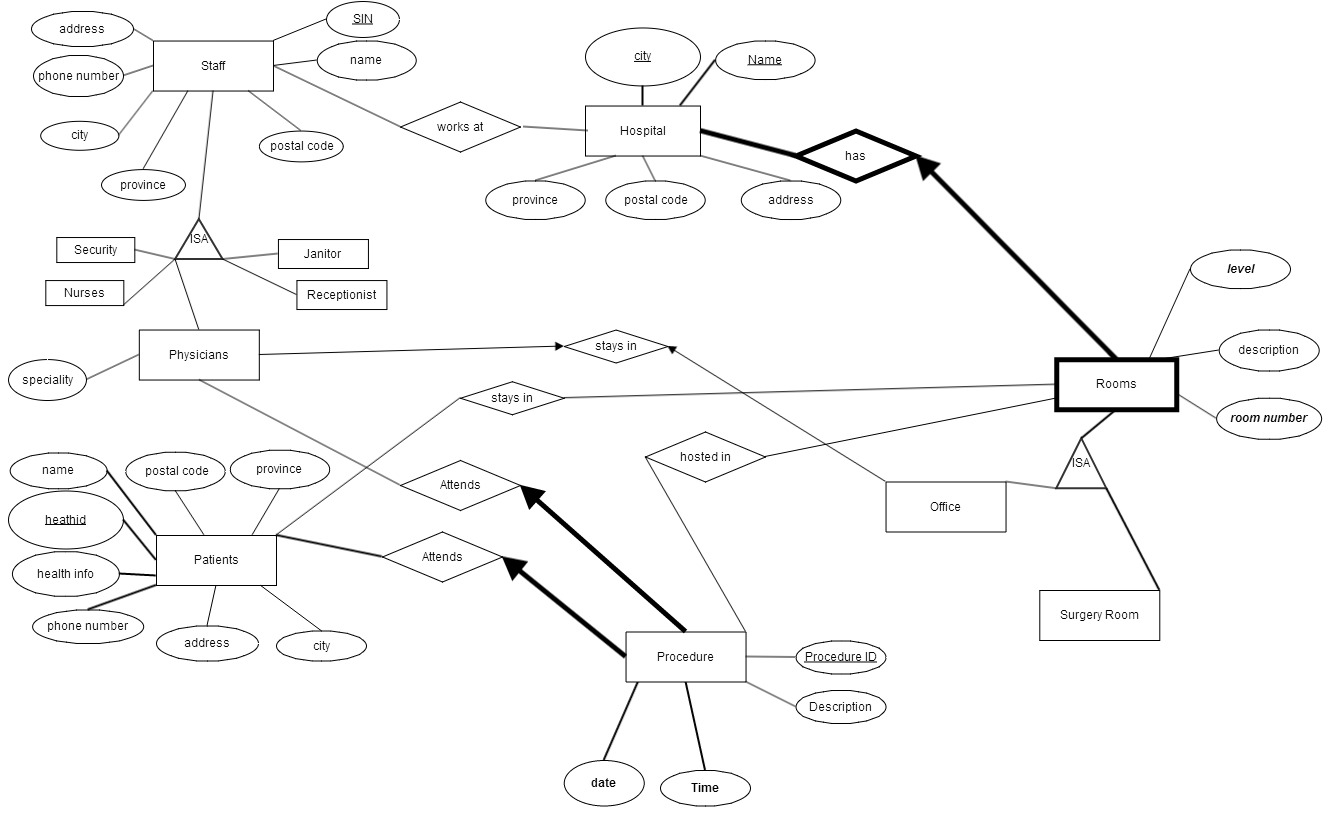 SIN
address
Staff
name
phone number
city
postal code
province
works at
city
Name
Hospital
has
province
postal code
address
ISA
Security
Janitor
Nurses
Receptionist
Physicians
speciality
stays in
stays in
level
description
Rooms
room number
hosted in
ISA
Office
Surgery Room
name
postal code
province
heathid
health info
Patients
phone number
address
city
Attends
Attends
Procedure
Procedure ID
Description
date
Time